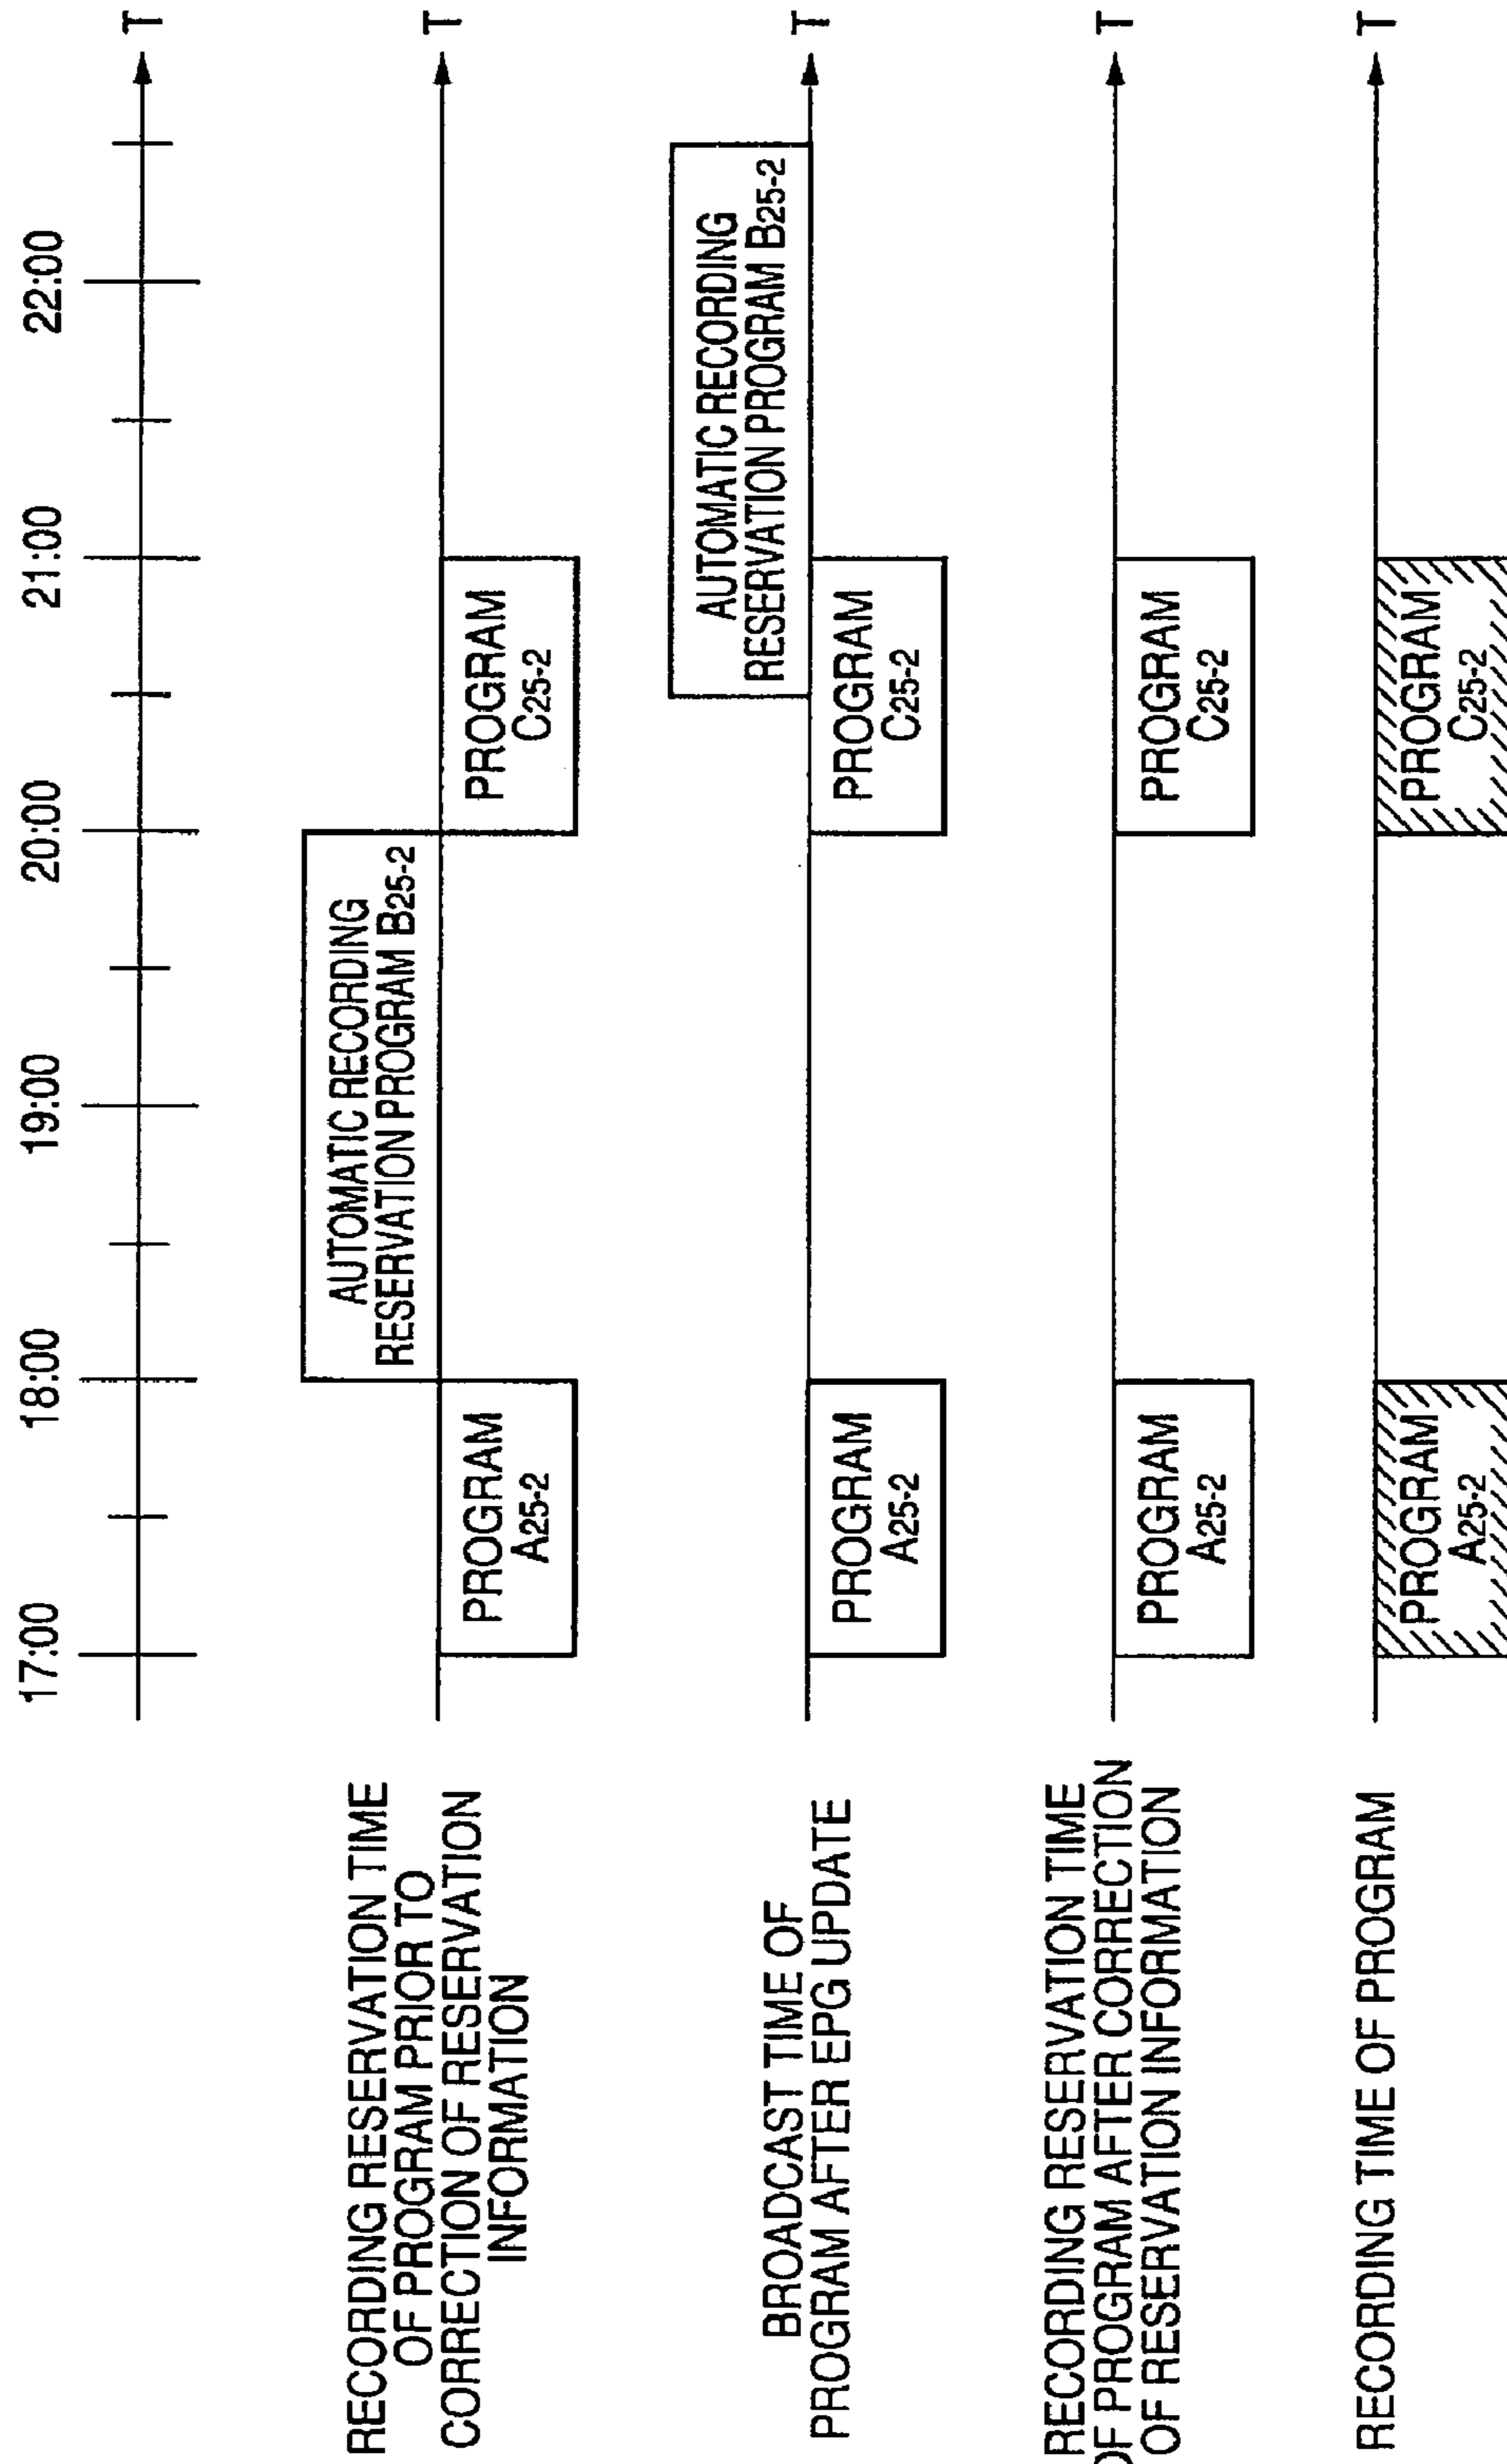 17:00 18:00 19:00 20:00 21:00 22:00
T
RECORDING RESERVATION TIME
OF PROGRAM PRIOR TO
CORRECTION OF RESERVATION
INFORMATION
AUTOMATIC RECORDING
RESERVATION PROGRAM B25-2
PROGRAM
A25-2
PROGRAM
C25-2
T
BROADCAST TIME OF
PROGRAM AFTER EPG UPDATE
AUTOMATIC RECORDING
RESERVATION PROGRAM B25-2
PROGRAM
A25-2
PROGRAM
C25-2
T
RECORDING RESERVATION TIME
OF PROGRAM AFTER CORRECTION
OF RESERVATION INFORMATION
PROGRAM
A25-2
PROGRAM
C25-2
T
RECORDING TIME OF PROGRAM
PROGRAM
A25-2
PROGRAM
C25-2
T